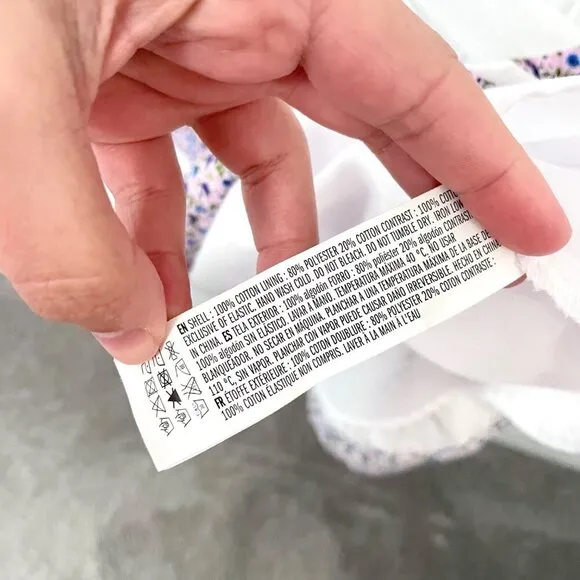 EN SHELL : 100% COTTON LINING : 80% POLYESTER 20% COTTON CONTRAST : 100% COTTON
EXCLUSIVE OF ELASTIC. HAND WASH COLD. DO NOT BLEACH. DO NOT TUMBLE DRY. IRON LOW.
IN CHINA. ES TELA EXTERIOR : 100% algodón FORRO : 80% polyester 20% algodón CONTRASTE
100% algodón SIN ELÁSTICO. LAVAR A MANO. TEMPERATURA MÁXIMA 40 °C, NO USAR
BLANQUEADOR. NO SECAR EN MAQUINA. PLANCHAR A UNA TEMPERATURA MÁXIMA DE LA BASE DE
110 °C, SIN VAPOR. PLANCHAR CON VAPOR PUEDE CAUSAR DAÑO IRREVERSIBLE. HECHO EN CHINA
FR ÉTOFFE EXTÉRIEURE : 100% COTON DOUBLURE : 80% POLYESTER 20% COTON CONTRASTE :
100% COTON ÉLASTIQUE NON COMPRIS. LAVER À LA MAIN À L'EAU